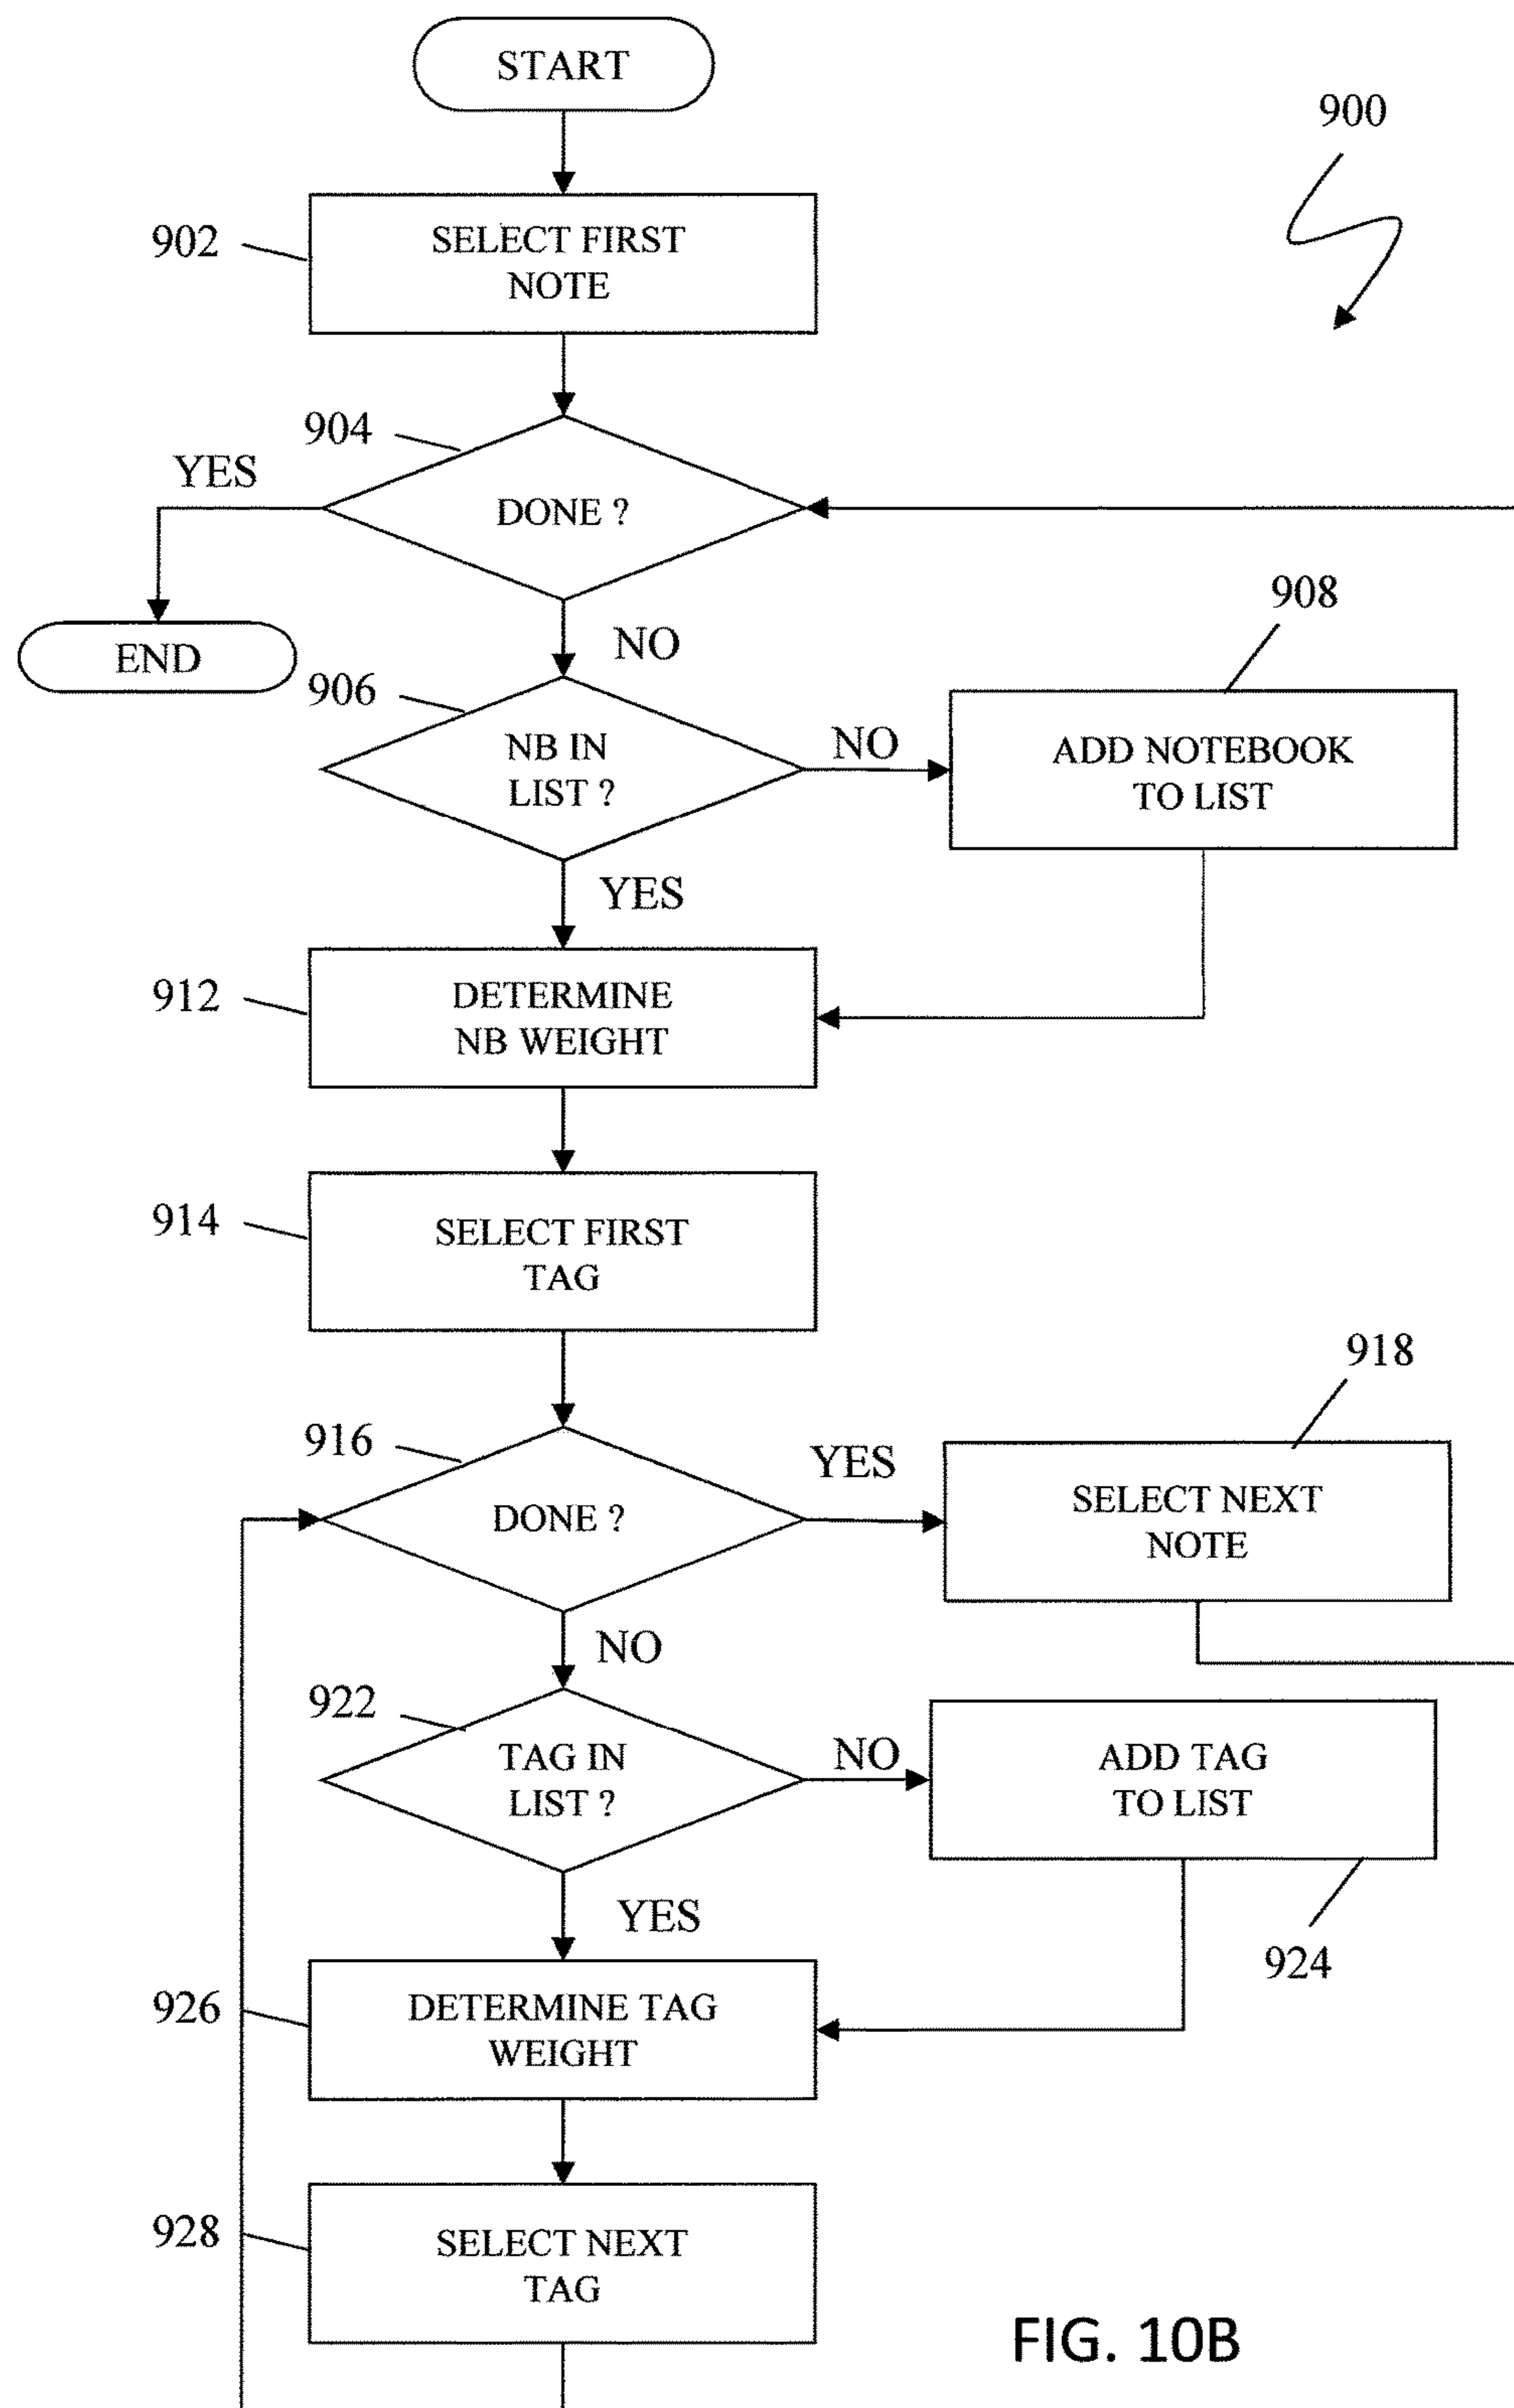 START
900
902
SELECT FIRST
NOTE
904
YES
DONE ?
908
END
NO
906
NB IN
LIST ?
NO
ADD NOTEBOOK
TO LIST
YES
912
DETERMINE
NB WEIGHT
914
SELECT FIRST
TAG
918
916
YES
DONE ?
SELECT NEXT
NOTE
NO
922
TAG IN
LIST ?
NO
ADD TAG
TO LIST
YES
924
926
DETERMINE TAG
WEIGHT
928
SELECT NEXT
TAG
FIG. 10B